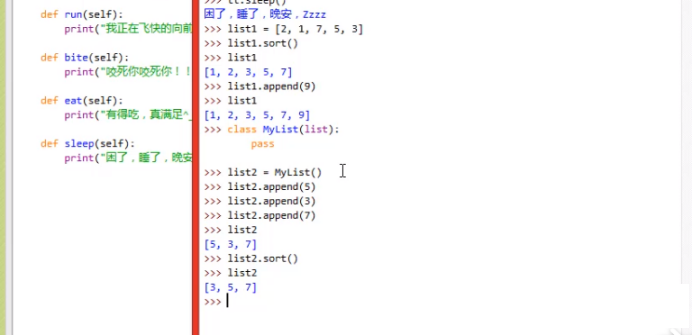 def run(self):
print("我正在飞快的向前
def bite(self):
print("咬死你咬死你！！
def eat(self):
print("有得吃，真满足^_
def sleep(self):
print("困了，睡了，晚安
tt.sleep()
困了，睡了，晚安，Zzzz
>>> list1 = [2, 1, 7, 5, 3]
>>> list1.sort()
>>> list1
[1, 2, 3, 5, 7]
>>> list1.append(9)
>>> list1
[1, 2, 3, 5, 7, 9]
>>> class MyList(list):
pass
>>> list2 = MyList()
>>> list2.append(5)
>>> list2.append(3)
>>> list2.append(7)
>>> list2
[5, 3, 7]
>>> list2.sort()
>>> list2
[3, 5, 7]
>>>